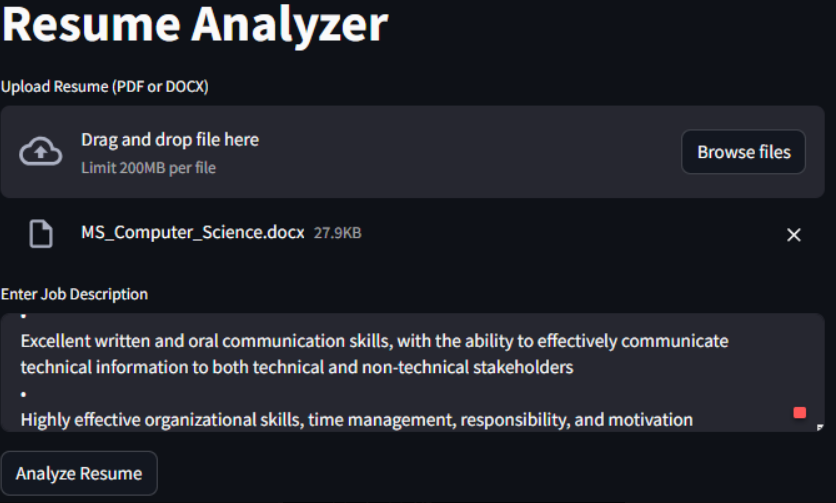 Resume Analyzer
Upload Resume (PDF or DOCX)
Drag and drop file here
Limit 200MB per file
Browse files
MS_Computer_Science.docx 27.9KB
Enter Job Description
•
Excellent written and oral communication skills, with the ability to effectively communicate
technical information to both technical and non-technical stakeholders
•
Highly effective organizational skills, time management, responsibility, and motivation
Analyze Resume